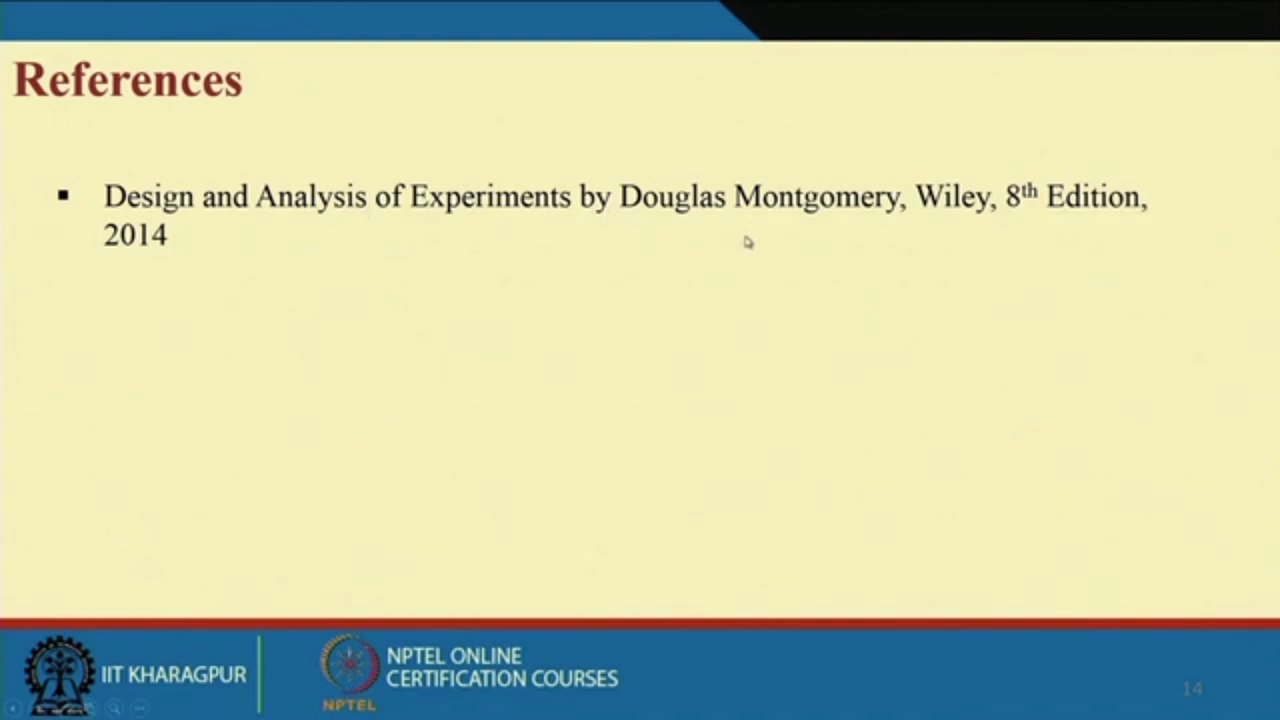 References
▪ Design and Analysis of Experiments by Douglas Montgomery, Wiley, 8th Edition,
2014
IIT KHARAGPUR
NPTEL
NPTEL ONLINE
CERTIFICATION COURSES
14